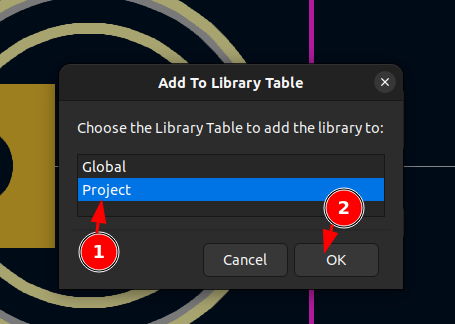 Add To Library Table
Choose the Library Table to add the library to:
Global
Project
1
2
Cancel
OK